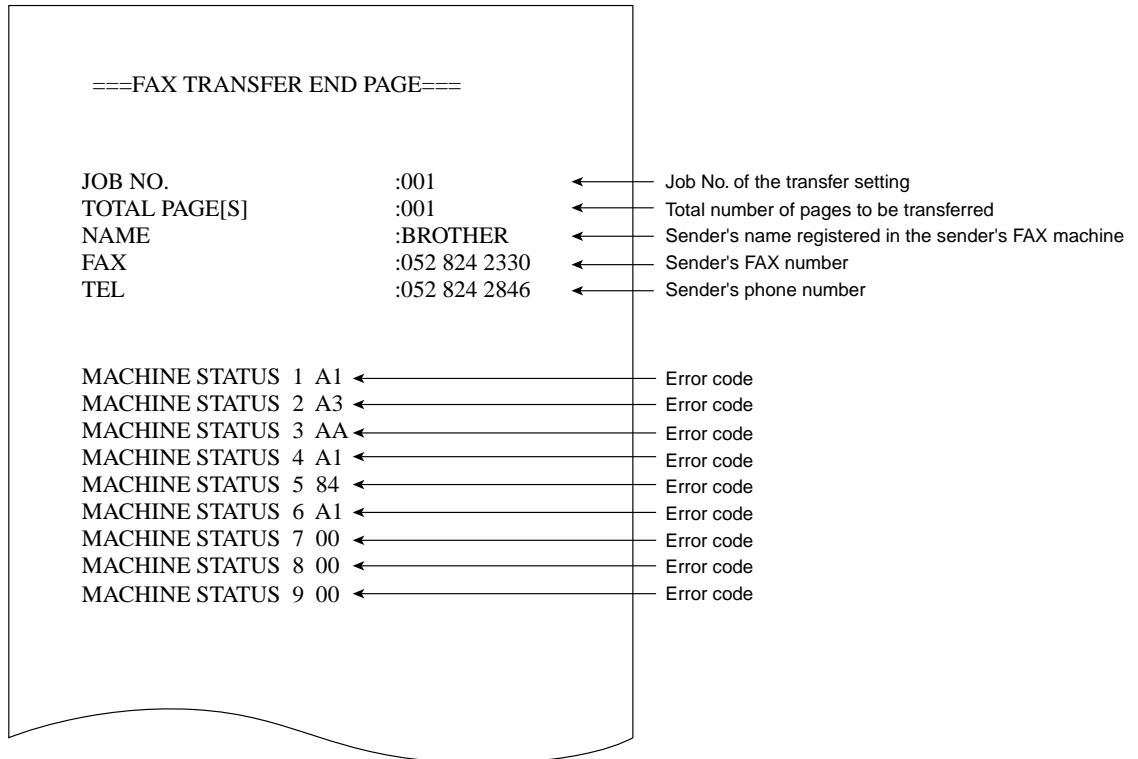 ===FAX TRANSFER END PAGE===
JOB NO. :001 Job No. of the transfer setting
TOTAL PAGE[S] :001 Total number of pages to be transferred
NAME :BROTHER Sender's name registered in the sender's FAX machine
FAX :052 824 2330 Sender's FAX number
TEL :052 824 2846 Sender's phone number
MACHINE STATUS 1 A1 Error code
MACHINE STATUS 2 A3 Error code
MACHINE STATUS 3 AA Error code
MACHINE STATUS 4 A1 Error code
MACHINE STATUS 5 84 Error code
MACHINE STATUS 6 A1 Error code
MACHINE STATUS 7 00 Error code
MACHINE STATUS 8 00 Error code
MACHINE STATUS 9 00 Error code